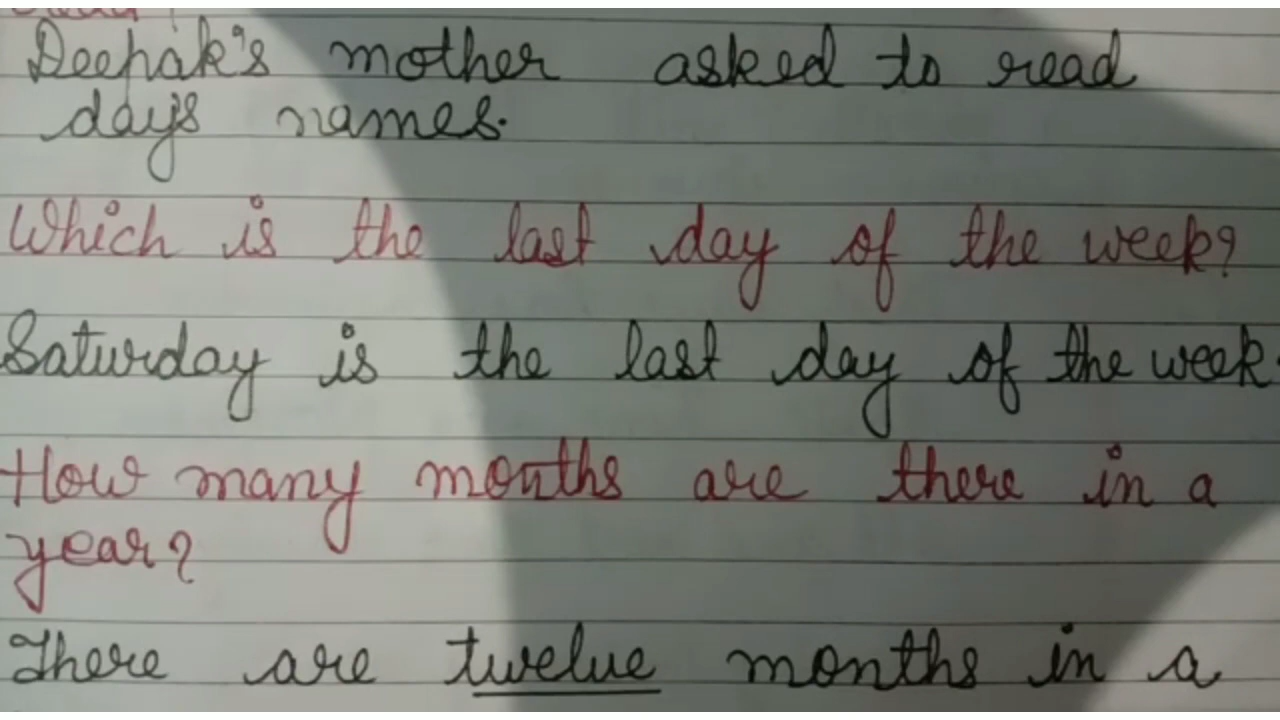 Deepak's mother asked to read
day's names.
Which is the last day of the week?
Saturday is the last day of the week.
How many months are there in a
year?
There are twelve months in a